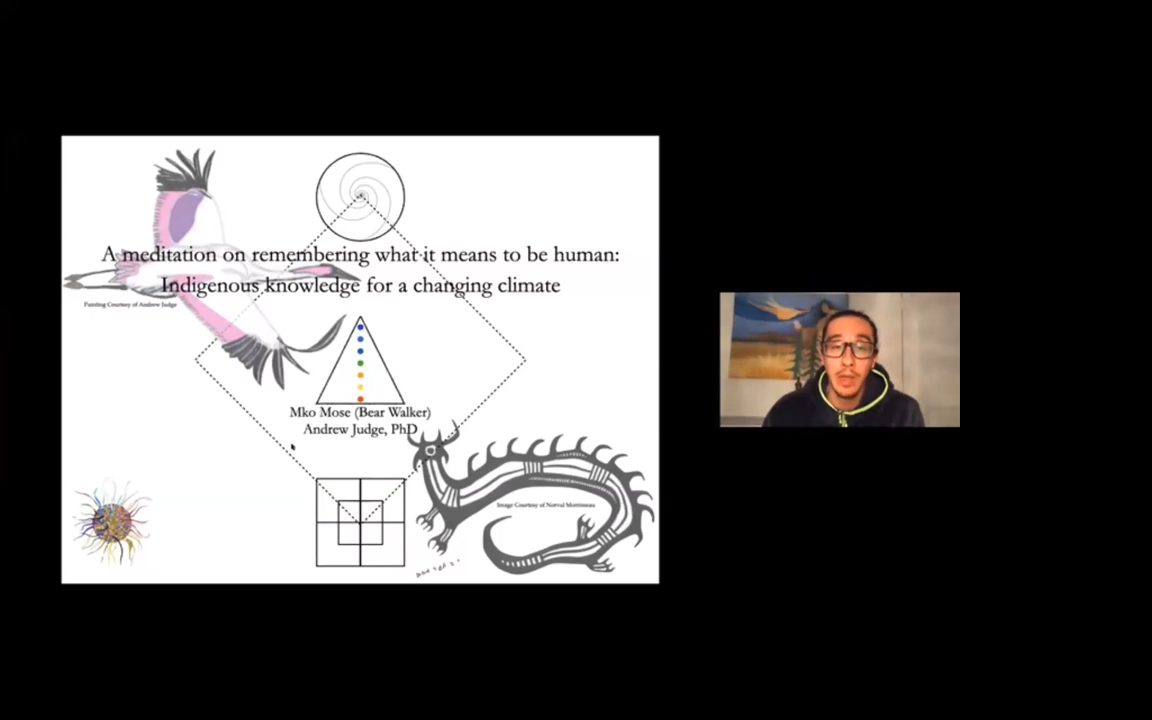 A meditation on remembering what it means to be human:
Indigenous knowledge for a changing climate
Painting Courtesy of Andrew Judge
Mko Mose (Bear Walker)
Andrew Judge, PhD
Image Courtesy of Norval Morrisseau